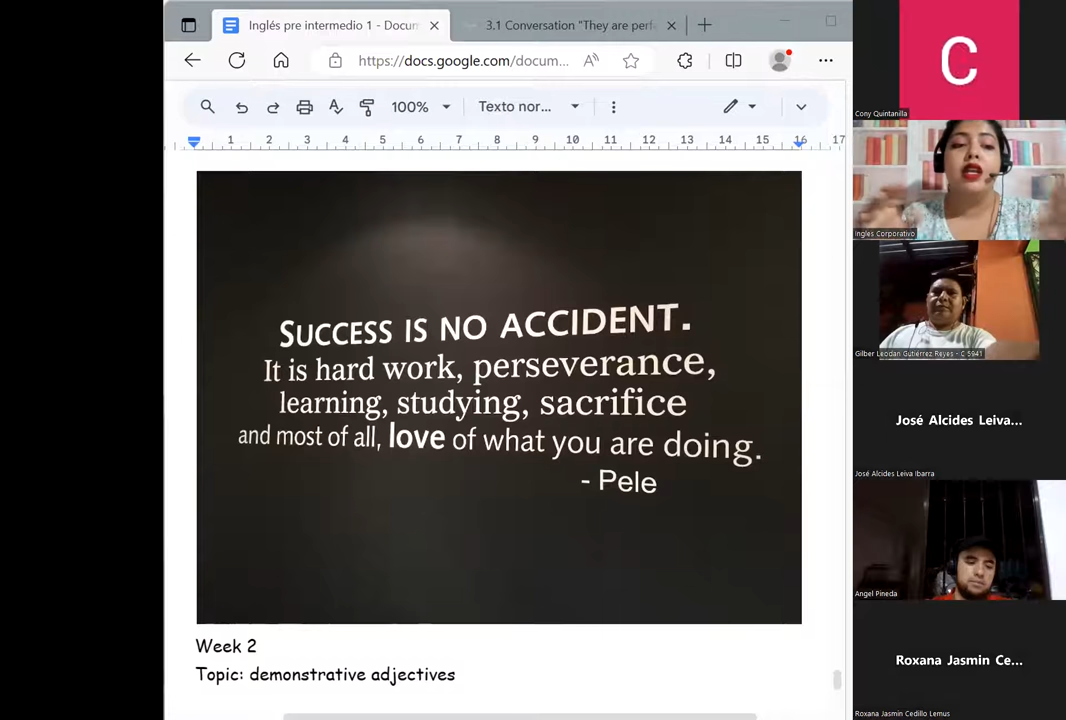 Inglés pre intermedio 1 - Docum
3.1 Conversation "They are perf
https://docs.google.com/docum...
100%
Texto nor...
1 2 3 4 5 6 7 8 9 10 11 12 13 14 15 16 17
SUCCESS IS NO ACCIDENT.
It is hard work, perseverance,
learning, studying, sacrifice
and most of all, love of what you are doing.
- Pele
Week 2
Topic: demonstrative adjectives
C
Cony Quintanilla
Ingles Corporativo
Gilber Leodan Gutiérrez Reyes - C 5941
José Alcides Leiva...
José Alcides Leiva Ibarra
Angel Pineda
Roxana Jasmin Ce...
Roxana Jasmin Cedillo Lemus